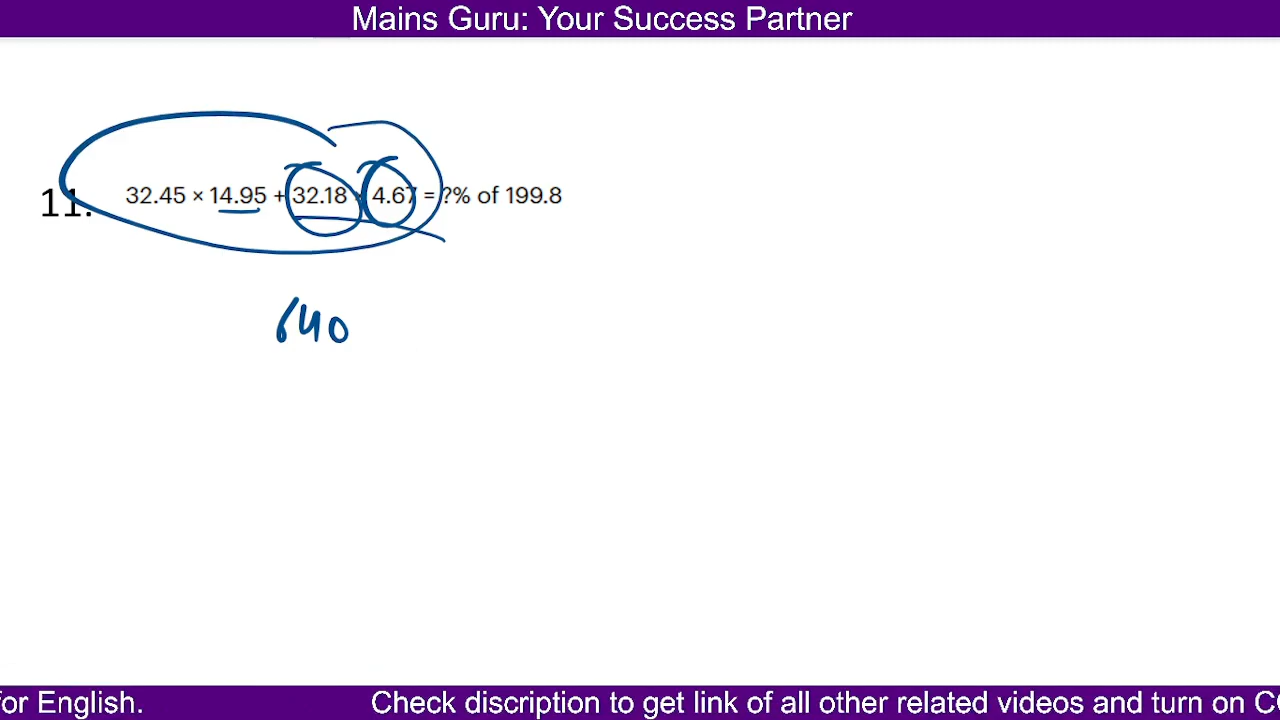 Mains Guru: Your Success Partner
11. 32.45 × 14.95 + 32.18 × 4.67 = ?% of 199.8
640
for English. Check discription to get link of all other related videos and turn on C